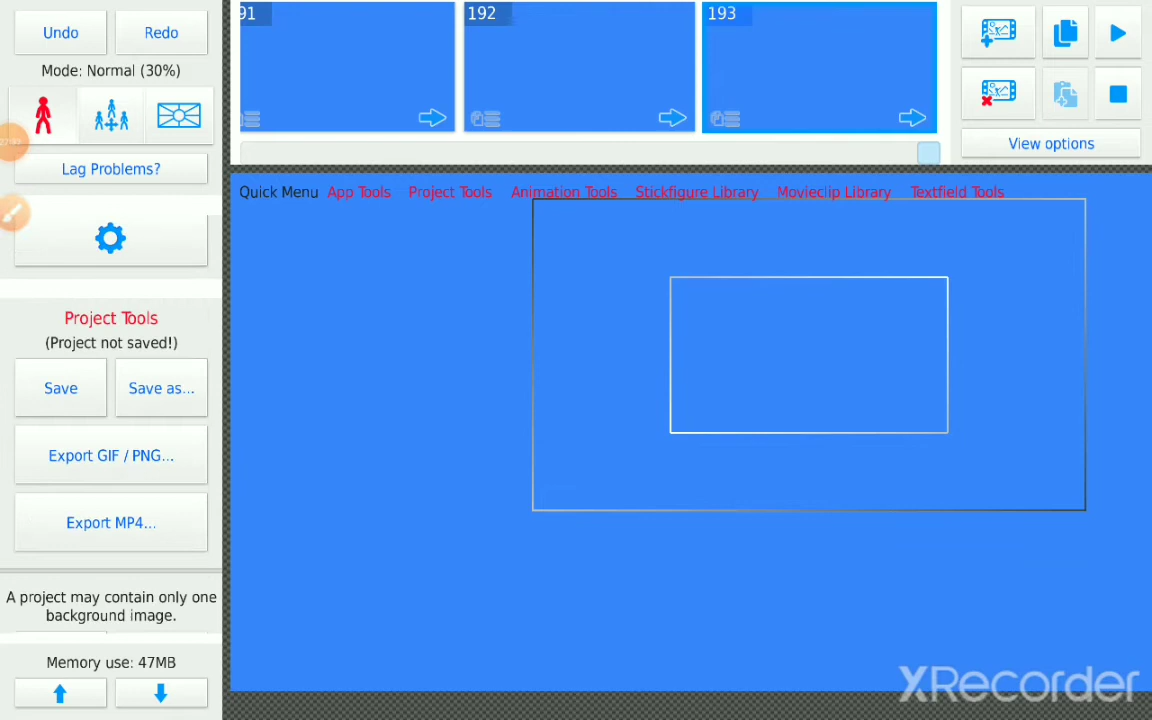 Undo Redo
Mode: Normal (30%)
Lag Problems?
Project Tools
(Project not saved!)
Save Save as...
Export GIF / PNG...
Export MP4...
A project may contain only one
background image.
Memory use: 47MB
91 192 193
View options
Quick Menu App Tools Project Tools Animation Tools Stickfigure Library Movieclip Library Textfield Tools
XRecorder